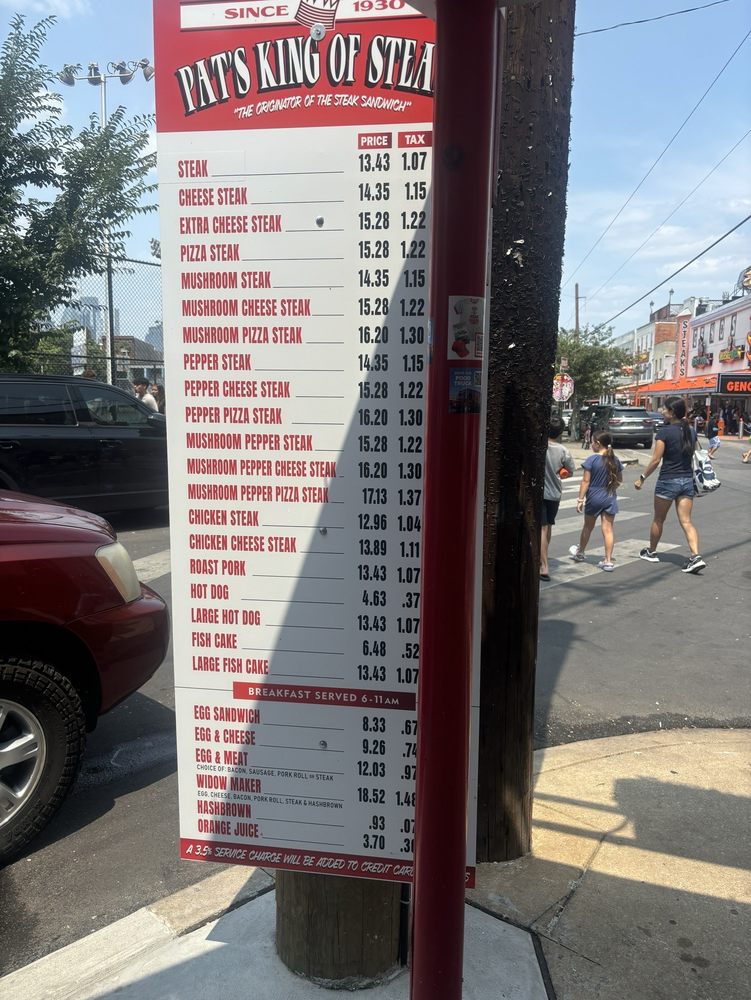 SINCE 1930
PAT'S KING OF STEA
"THE ORIGINATOR OF THE STEAK SANDWICH"
PRICE TAX
STEAK 13.43 1.07
CHEESE STEAK 14.35 1.15
EXTRA CHEESE STEAK 15.28 1.22
PIZZA STEAK 15.28 1.22
MUSHROOM STEAK 14.35 1.15
MUSHROOM CHEESE STEAK 15.28 1.22
MUSHROOM PIZZA STEAK 16.20 1.30
PEPPER STEAK 14.35 1.15
PEPPER CHEESE STEAK 15.28 1.22
PEPPER PIZZA STEAK 16.20 1.30
MUSHROOM PEPPER STEAK 15.28 1.22
MUSHROOM PEPPER CHEESE STEAK 16.20 1.30
MUSHROOM PEPPER PIZZA STEAK 17.13 1.37
CHICKEN STEAK 12.96 1.04
CHICKEN CHEESE STEAK 13.89 1.11
ROAST PORK 13.43 1.07
HOT DOG 4.63 .37
LARGE HOT DOG 13.43 1.07
FISH CAKE 6.48 .52
LARGE FISH CAKE 13.43 1.07
BREAKFAST SERVED 6-11AM
EGG SANDWICH 8.33 .67
EGG & CHEESE 9.26 .74
EGG & MEAT 12.03 .97
CHOICE OF: BACON, SAUSAGE, PORK ROLL OR STEAK
WIDOW MAKER 18.52 1.48
EGG, CHEESE, BACON, PORK ROLL, STEAK & HASHBROWN
HASHBROWN .93 .07
ORANGE JUICE 3.70
A 3.5% SERVICE CHARGE WILL BE ADDED TO CREDIT CAR
STEAKS
GENO